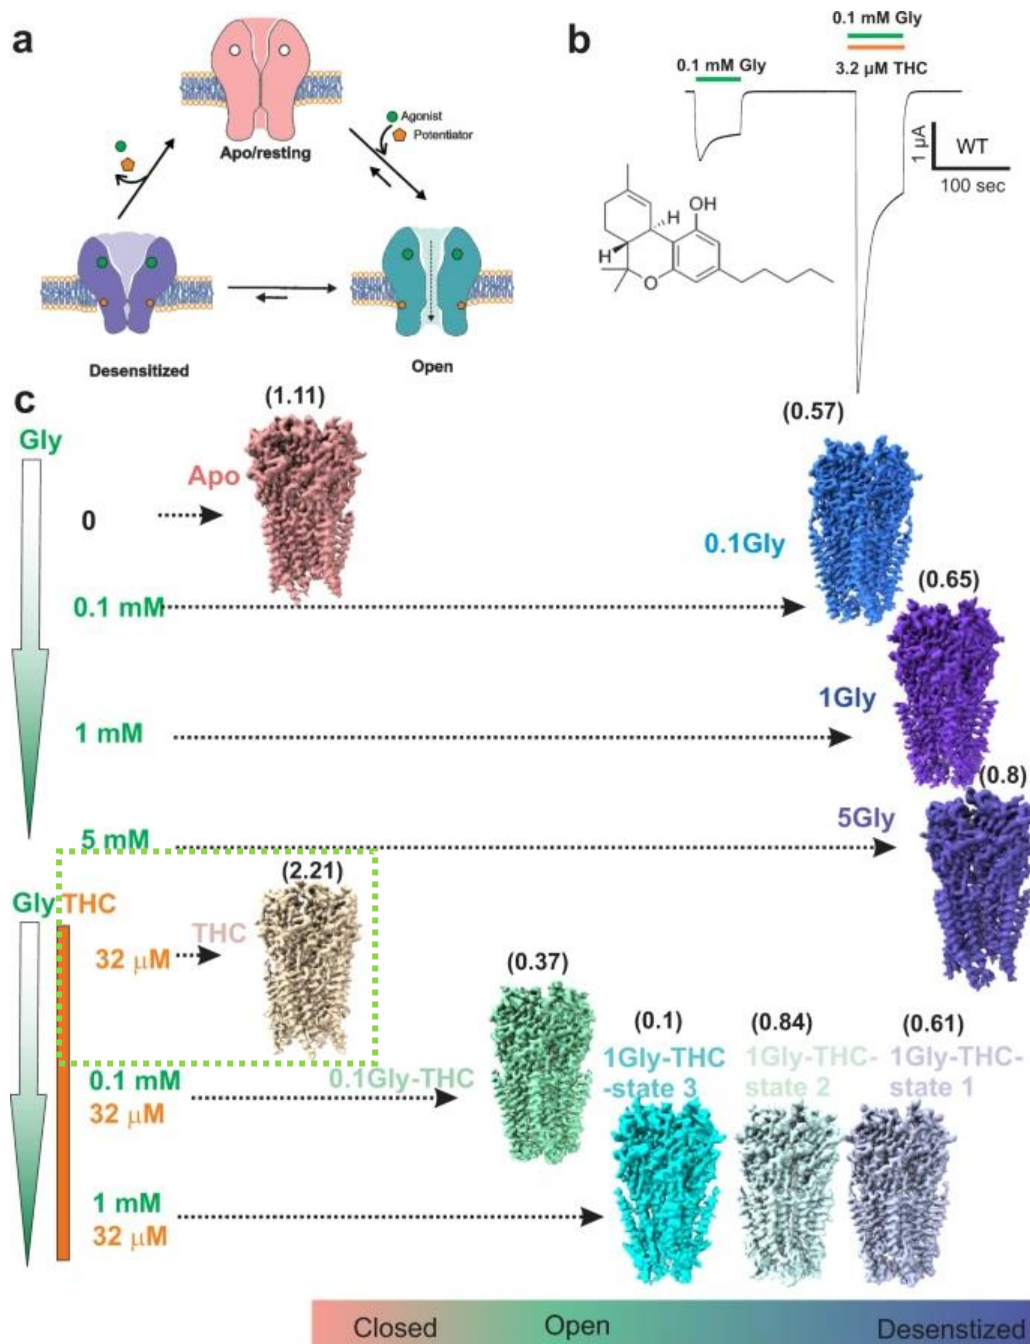 a
Agonist
Potentiator
Apo/resting
Desensitized
Open
b
0.1 mM Gly
0.1 mM Gly
3.2 µM THC
1 µA
WT
100 sec
OH
H
H
O
c
Gly
0
Apo
(1.11)
(0.57)
0.1Gly
0.1 mM
(0.65)
1Gly
1 mM
(0.8)
5Gly
5 mM
Gly THC
(2.21)
THC
32 µM
(0.37)
0.1Gly-THC
0.1 mM
32 µM
(0.1)
1Gly-THC
-state 3
(0.84)
1Gly-THC-
state 2
(0.61)
1Gly-THC-
state 1
1 mM
32 µM
Closed
Open
Desenstized